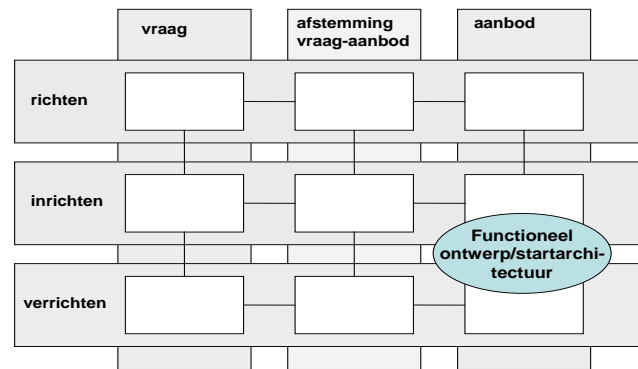 vraag
afstemming
vraag-aanbod
aanbod
richten
inrichten
Functioneel
ontwerp/startarchi-
tectuur
verrichten